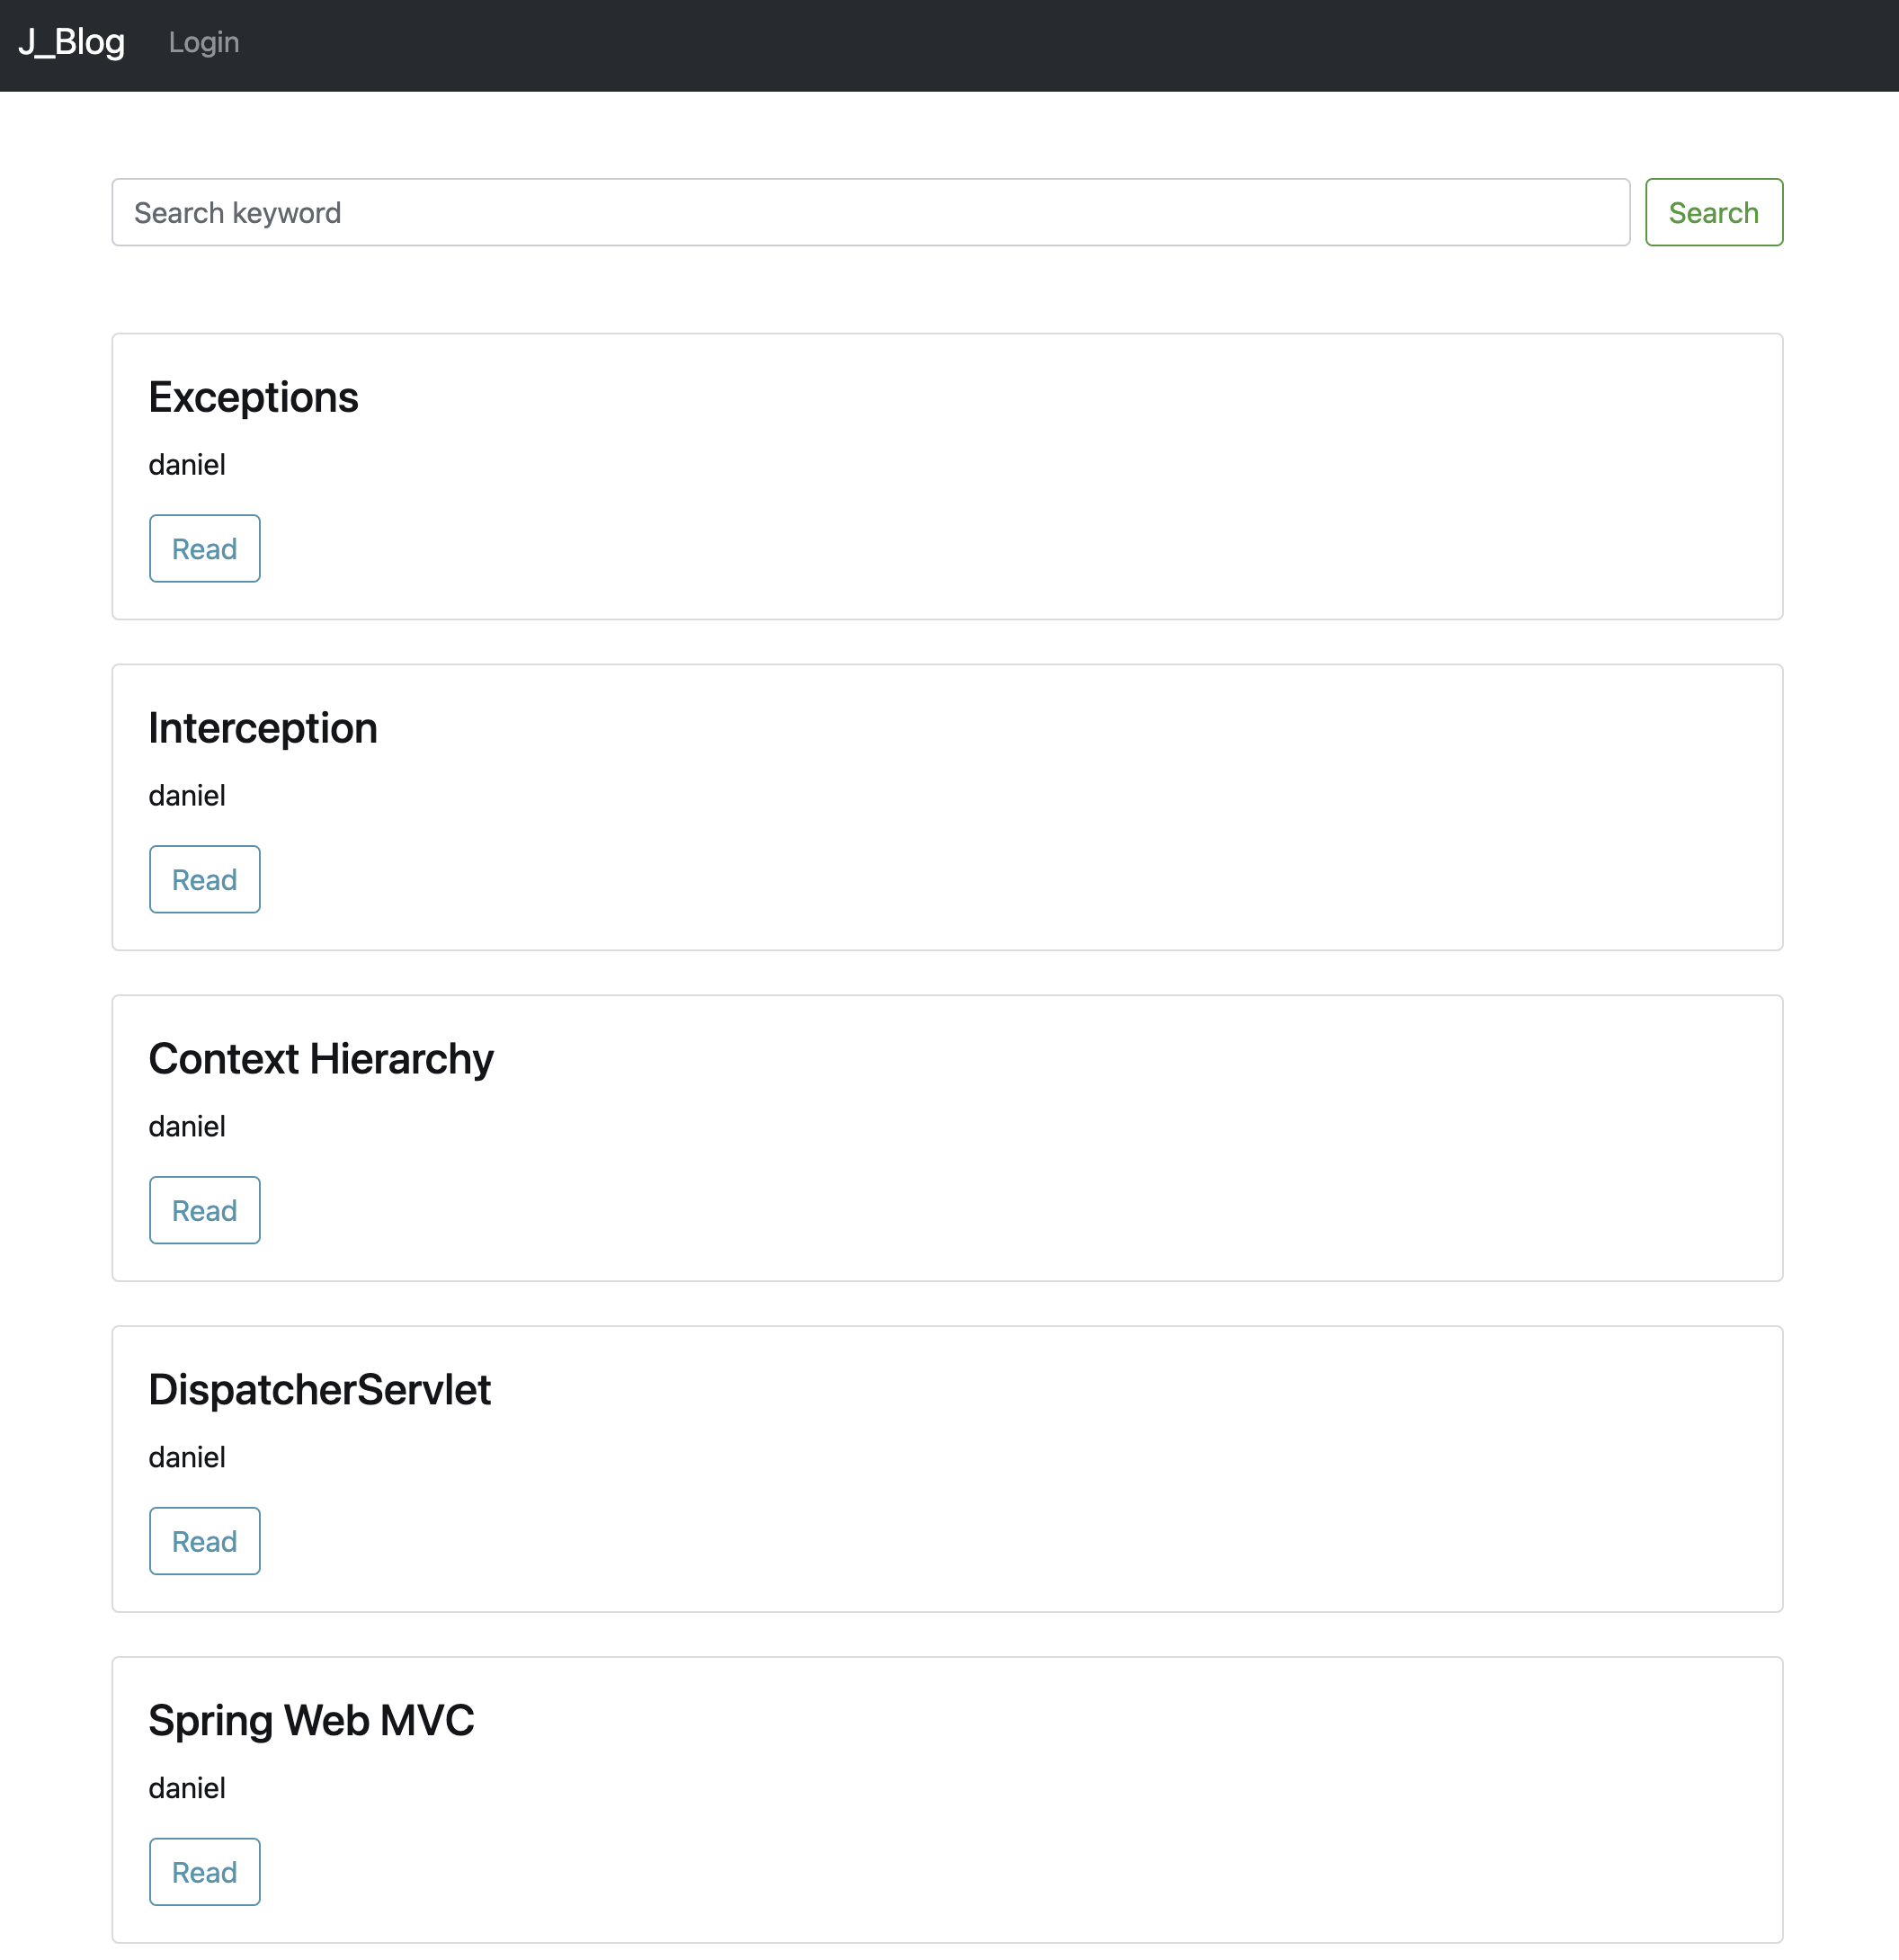 J_Blog Login
Search keyword Search
Exceptions
daniel
Read
Interception
daniel
Read
Context Hierarchy
daniel
Read
DispatcherServlet
daniel
Read
Spring Web MVC
daniel
Read